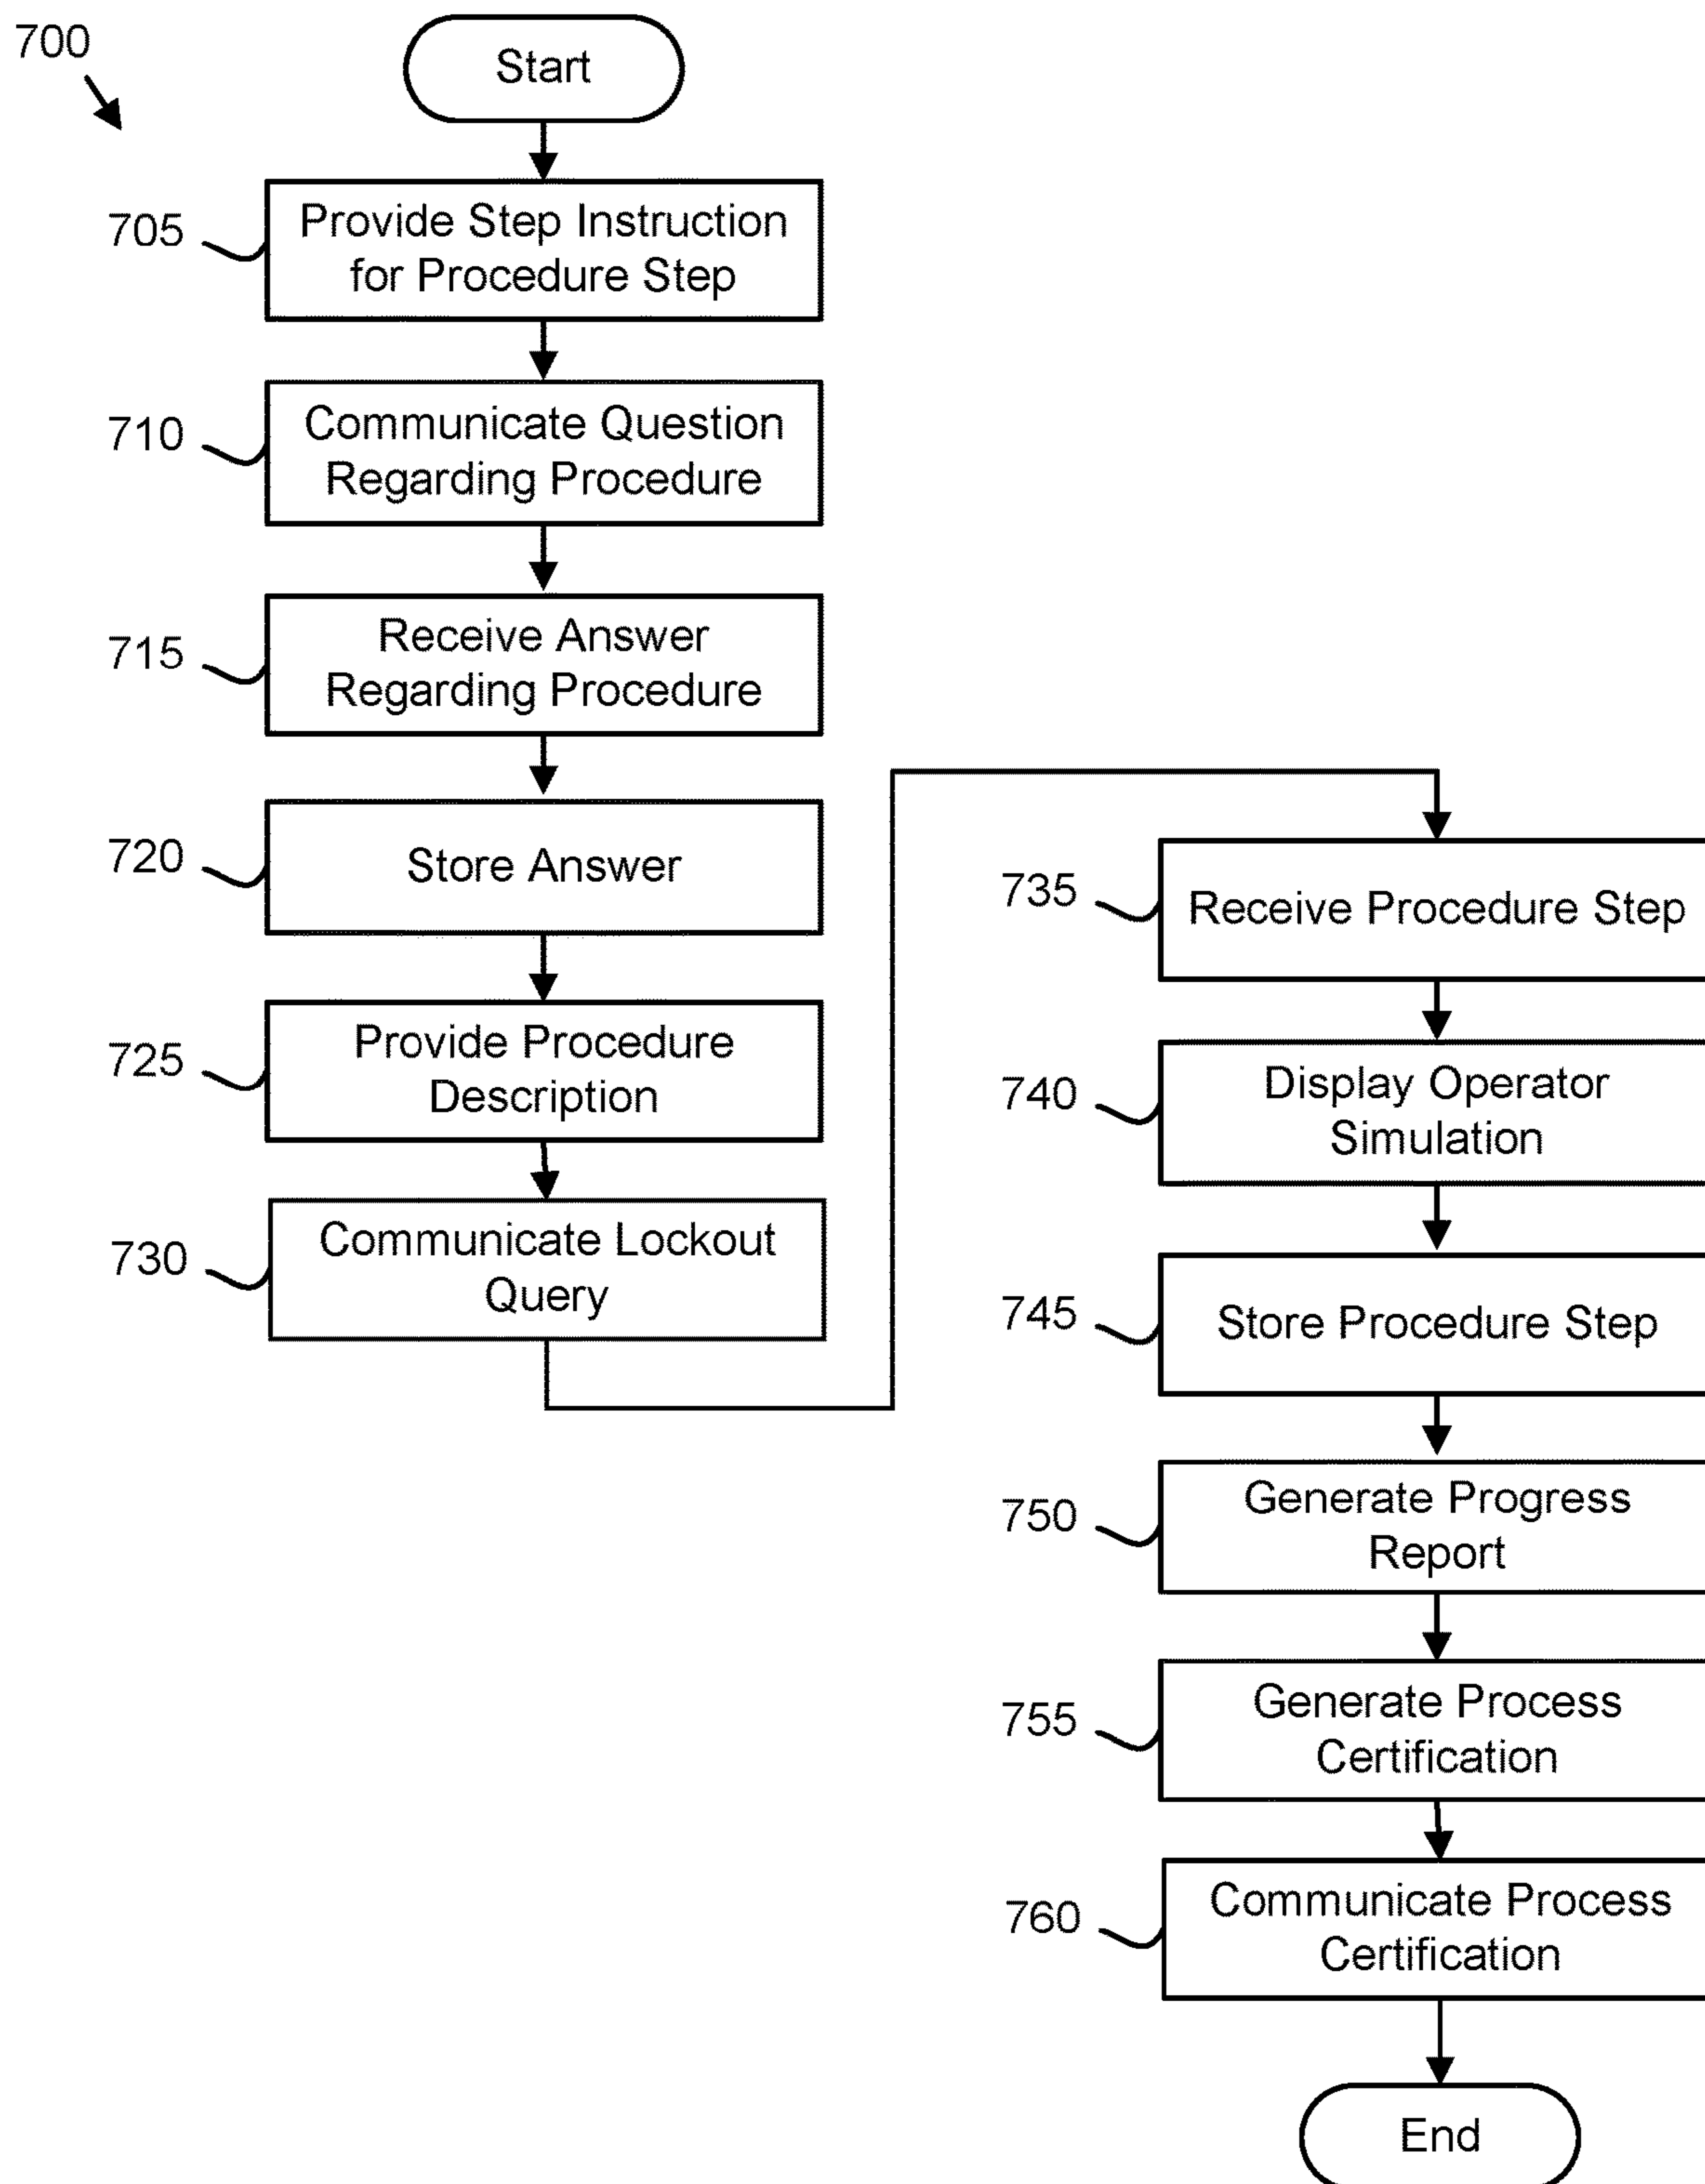 700
Start
705
Provide Step Instruction
for Procedure Step
710
Communicate Question
Regarding Procedure
715
Receive Answer
Regarding Procedure
720
Store Answer
725
Provide Procedure
Description
730
Communicate Lockout
Query
735
Receive Procedure Step
740
Display Operator
Simulation
745
Store Procedure Step
750
Generate Progress
Report
755
Generate Process
Certification
760
Communicate Process
Certification
End